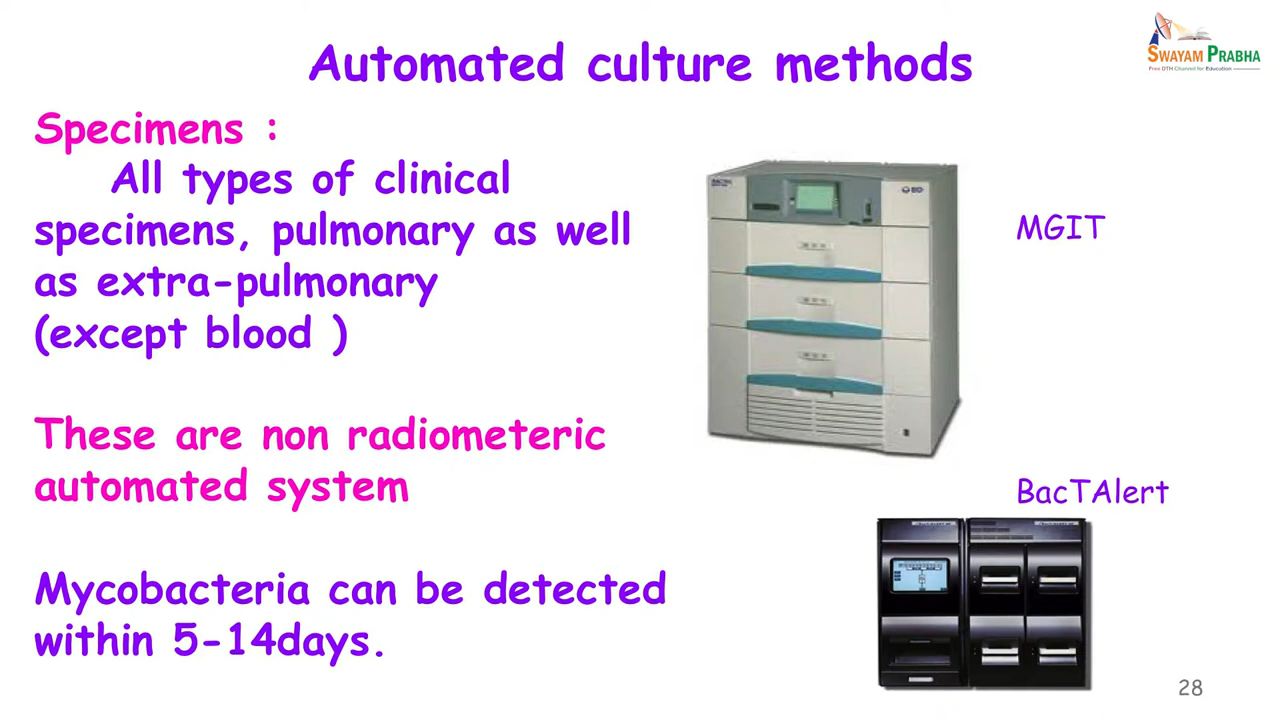 Automated culture methods
SWAYAM PRABHA
Free DTH Channel for Education
Specimens :
All types of clinical
specimens, pulmonary as well
as extra-pulmonary
(except blood )
These are non radiometeric
automated system
Mycobacteria can be detected
within 5-14days.
BD
MGIT
BacTAlert
28